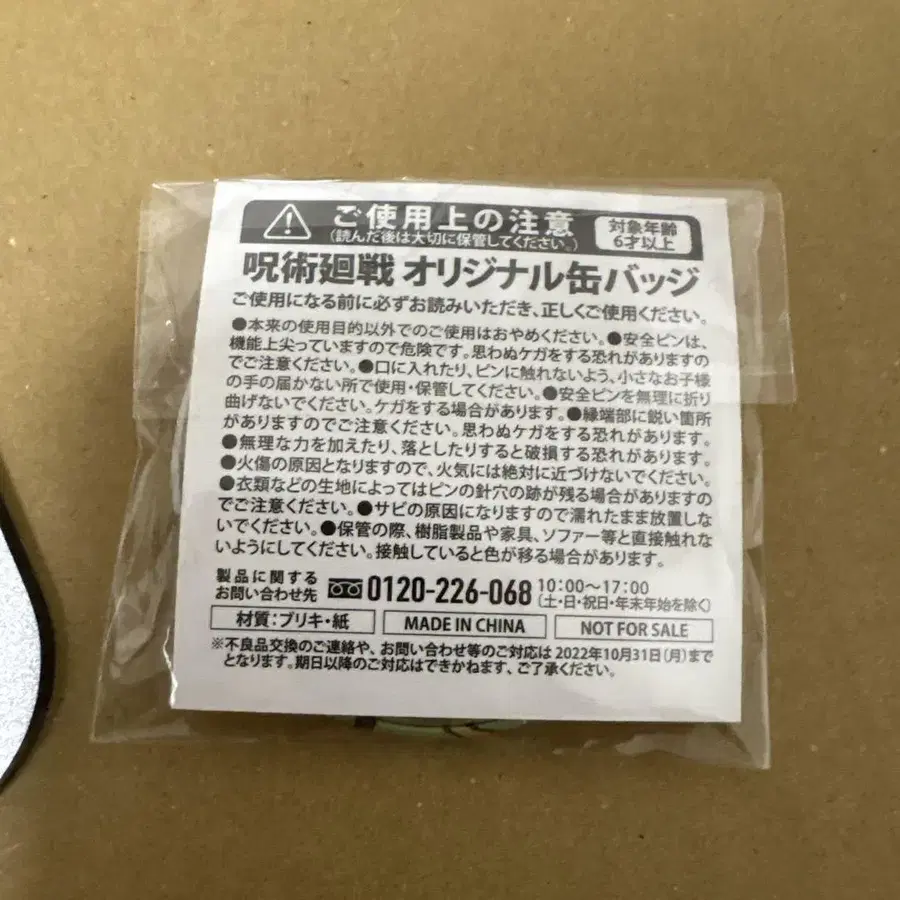 ご使用上の注意
(読んだ後は大切に保管してください。)
対象年齢
6才以上
呪術廻戦 オリジナル缶バッジ
ご使用になる前に必ずお読みいただき、正しくご使用ください。
●本来の使用目的以外でのご使用はおやめください。●安全ピンは、
機能上尖っていますので危険です。思わぬケガをする恐れがありますの
でご注意ください。●口に入れたり、ピンに触れないよう、小さなお子様
の手の届かない所で使用・保管してください。●安全ピンを無理に折り
曲げないでください。ケガをする場合があります。●縁端部に鋭い箇所
がありますのでご注意ください。思わぬケガをする恐れがあります。
●無理な力を加えたり、落としたりすると破損する恐れがあります。
●火傷の原因となりますので、火気には絶対に近づけないでください。
●衣類などの生地によってはピンの針穴の跡が残る場合がありますの
でご注意ください。●サビの原因になりますので濡れたまま放置しな
いでください。●保管の際、樹脂製品や家具、ソファー等と直接触れな
いようにしてください。接触していると色が移る場合があります。
製品に関する
お問い合わせ先
0120-226-068
10:00〜17:00
(土・日・祝日・年末年始を除く)
材質:ブリキ・紙
MADE IN CHINA
NOT FOR SALE
※不良品交換のご連絡や、お問い合わせ等のご対応は 2022年10月31日(月)まで
となります。期日以降のご対応はできかねます、ご了承ください。